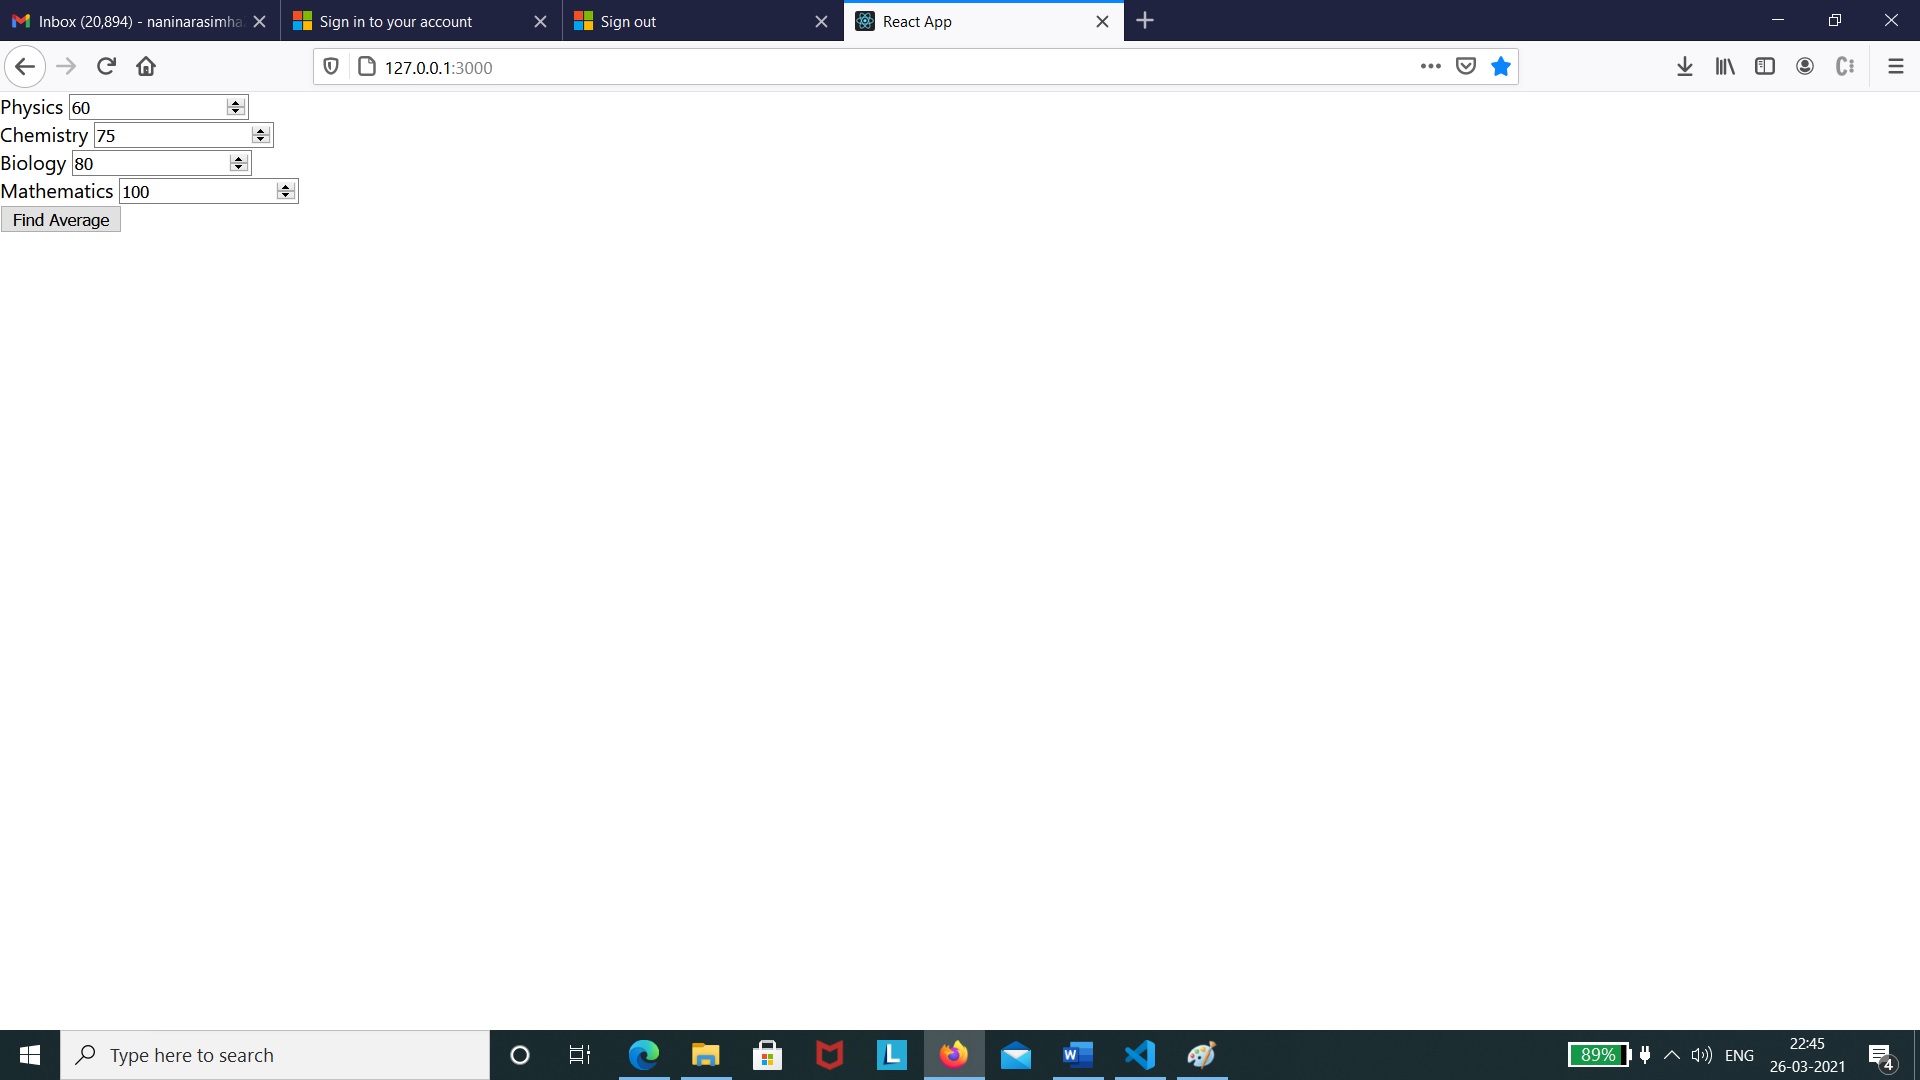 Inbox (20,894) - naninarasimha
Sign in to your account
Sign out
React App
127.0.0.1:3000
Physics 60
Chemistry 75
Biology 80
Mathematics 100
Find Average
Type here to search
L
W
89%
ENG
22:45
26-03-2021
4